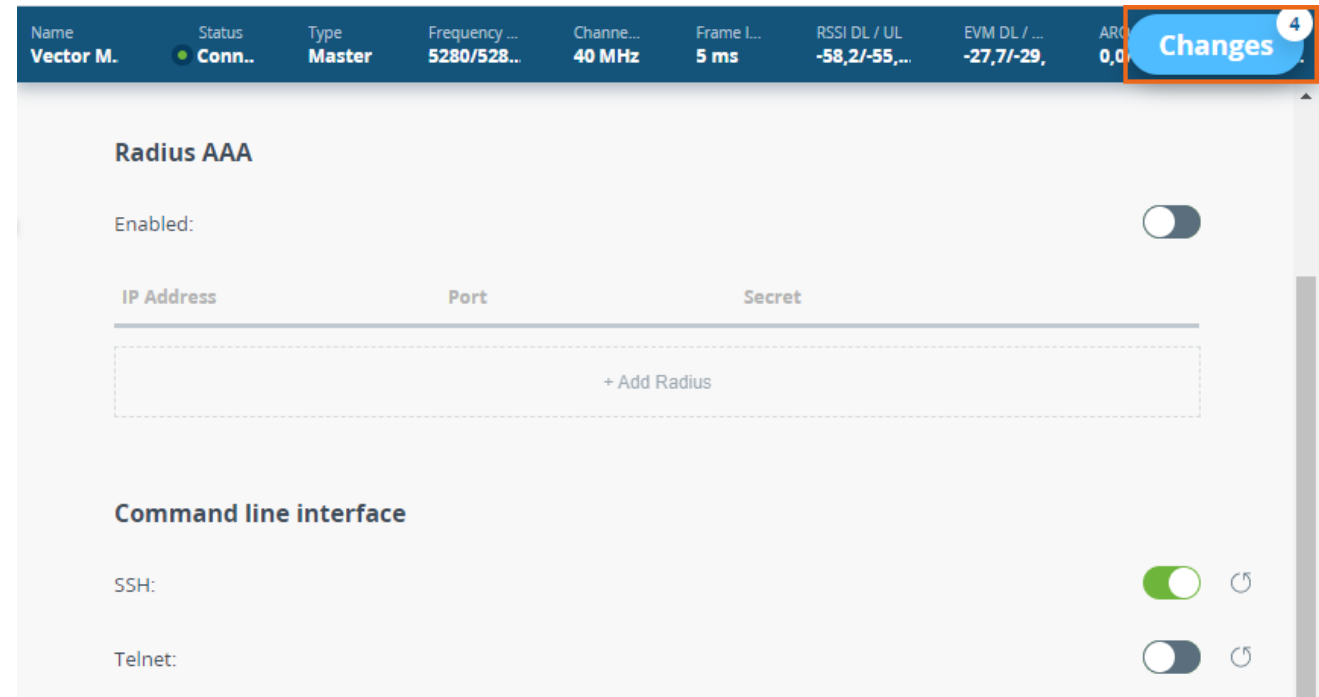 Name Status Type Frequency ... Channe... Frame I... RSSI DL / UL EVM DL / ... ARQ
Vector M. Conn.. Master 5280/528... 40 MHz 5 ms -58,2/-55,... -27,7/-29,
Changes 4
Radius AAA
Enabled:
IP Address Port Secret
+ Add Radius
Command line interface
SSH:
Telnet: